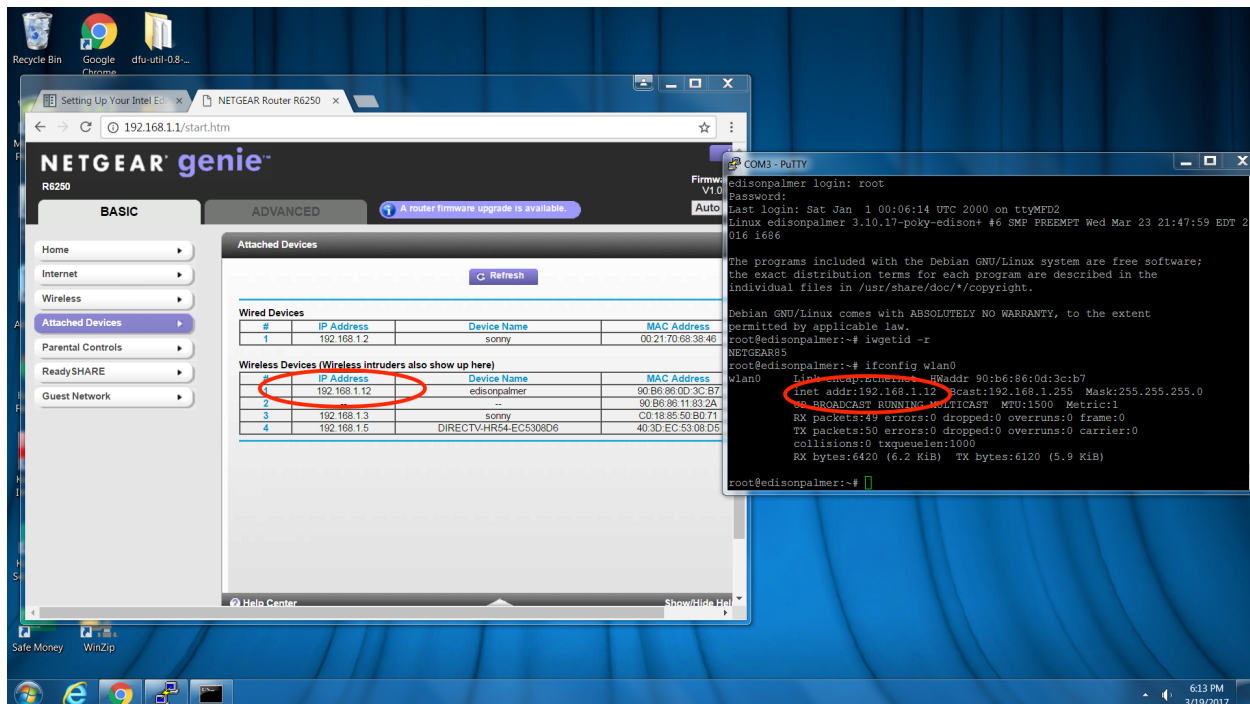 Recycle Bin
Google Chrome
dfu-util-0.8-...
Setting Up Your Intel Ed
NETGEAR Router R6250
192.168.1.1/start.htm
NETGEAR genie™
R6250
Firmwa
V1.0
BASIC
ADVANCED
A router firmware upgrade is available.
Auto
Home
Internet
Wireless
Attached Devices
Parental Controls
ReadySHARE
Guest Network
Attached Devices
Refresh
Wired Devices
# IP Address Device Name MAC Address
1 192.168.1.2 sonny 00:21:70:68:38:46
Wireless Devices (Wireless intruders also show up here)
# IP Address Device Name MAC Address
1 192.168.1.12 edisonpalmer 90:B6:86:0D:3C:B7
2 -- -- 90:B6:86:11:83:2A
3 192.168.1.3 sonny C0:18:85:50:B0:71
4 192.168.1.5 DIRECTV-HR54-EC5308D6 40:3D:EC:53:08:D5
Help Center
Show/Hide Hel
COM3 - PuTTY
edisonpalmer login: root
Password:
Last login: Sat Jan  1 00:06:14 UTC 2000 on ttyMFD2
Linux edisonpalmer 3.10.17-poky-edison+ #6 SMP PREEMPT Wed Mar 23 21:47:59 EDT 2
016 i686
The programs included with the Debian GNU/Linux system are free software;
the exact distribution terms for each program are described in the
individual files in /usr/share/doc/*/copyright.
Debian GNU/Linux comes with ABSOLUTELY NO WARRANTY, to the extent
permitted by applicable law.
root@edisonpalmer:~# iwgetid -r
NETGEAR85
root@edisonpalmer:~# ifconfig wlan0
wlan0 Link encap:Ethernet HWaddr 90:b6:86:0d:3c:b7
inet addr:192.168.1.12 Bcast:192.168.1.255 Mask:255.255.255.0
UP BROADCAST RUNNING MULTICAST MTU:1500 Metric:1
RX packets:49 errors:0 dropped:0 overruns:0 frame:0
TX packets:50 errors:0 dropped:0 overruns:0 carrier:0
collisions:0 txqueuelen:1000
RX bytes:6420 (6.2 KiB) TX bytes:6120 (5.9 KiB)
root@edisonpalmer:~#
Safe Money
WinZip
6:13 PM
3/19/2017